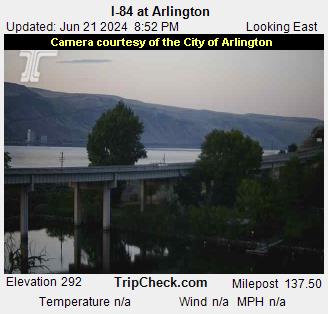 I-84 at Arlington
Updated: Jun 21 2024 8:52 PM Looking East
Camera courtesy of the City of Arlington
Elevation 292 TripCheck.com Milepost 137.50
Temperature n/a Wind n/a MPH n/a